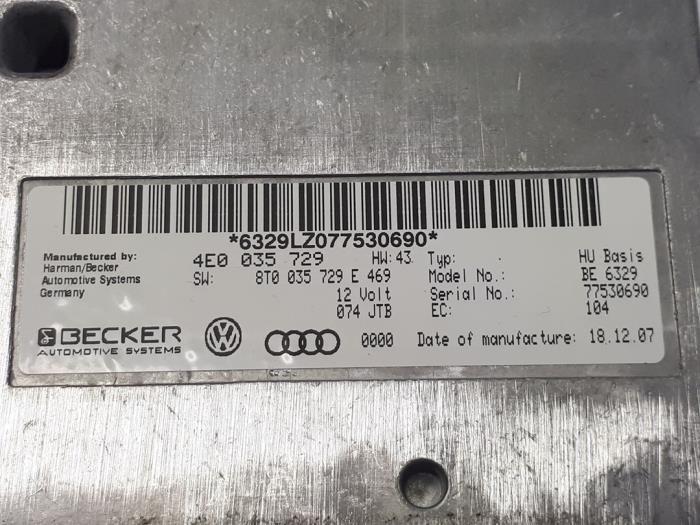 *6329LZ077530690*
Manufactured by: 4E0 035 729 HW:43 Typ: HU Basis
Harman/Becker SW: 8T0 035 729 E 469 Model No.: BE 6329
Automotive Systems 12 Volt Serial No.: 77530690
Germany 074 JTB EC: 104
BECKER 0000 Date of manufacture: 18.12.07
AUTOMOTIVE SYSTEMS